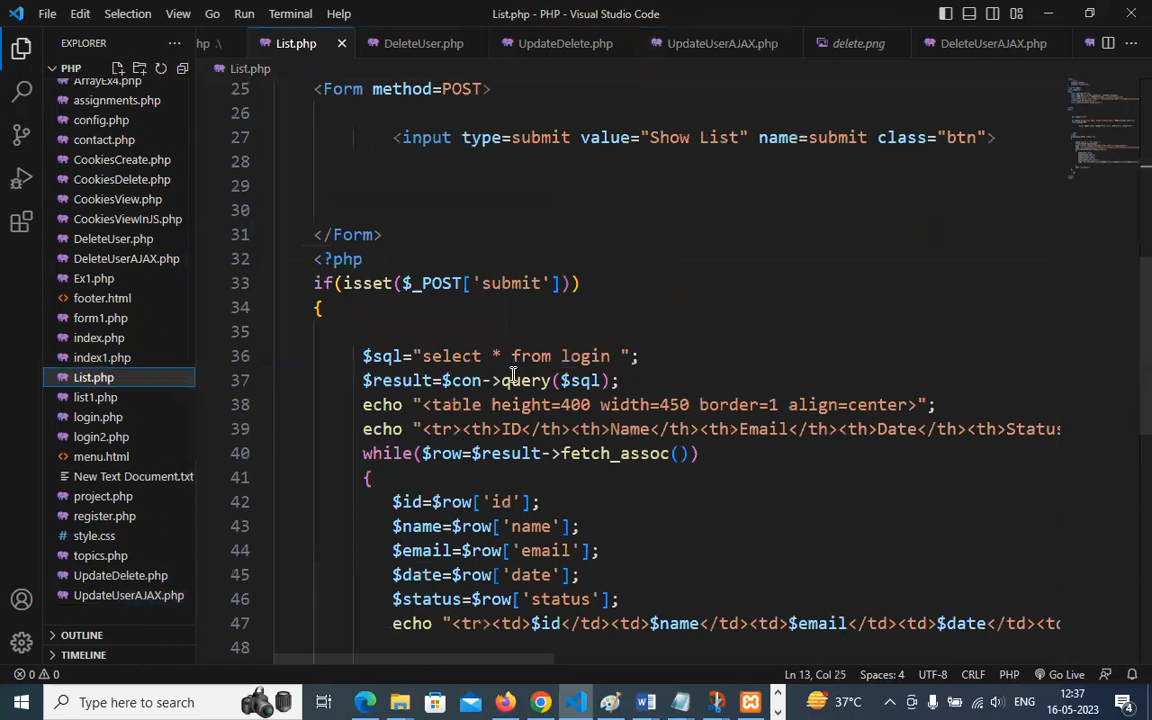 File Edit Selection View Go Run Terminal Help List.php - PHP - Visual Studio Code
EXPLORER
hp .\ List.php DeleteUser.php UpdateDelete.php UpdateUserAJAX.php delete.png DeleteUserAJAX.php
PHP
List.php
ArrayEx4.php
assignments.php
config.php
contact.php
CookiesCreate.php
CookiesDelete.php
CookiesView.php
CookiesViewInJS.php
DeleteUser.php
DeleteUserAJAX.php
Ex1.php
footer.html
form1.php
index.php
index1.php
List.php
list1.php
login.php
login2.php
menu.html
New Text Document.txt
project.php
register.php
style.css
topics.php
UpdateDelete.php
UpdateUserAJAX.php
OUTLINE
TIMELINE
25 <Form method=POST>
26
27 <input type=submit value="Show List" name=submit class="btn">
28
29
30
31 </Form>
32 <?php
33 if(isset($_POST['submit']))
34 {
35
36 $sql="select * from login ";
37 $result=$con->query($sql);
38 echo "<table height=400 width=450 border=1 align=center>";
39 echo "<tr><th>ID</th><th>Name</th><th>Email</th><th>Date</th><th>Status
40 while($row=$result->fetch_assoc())
41 {
42 $id=$row['id'];
43 $name=$row['name'];
44 $email=$row['email'];
45 $date=$row['date'];
46 $status=$row['status'];
47 echo "<tr><td>$id</td><td>$name</td><td>$email</td><td>$date</td><td
48
0 0 Ln 13, Col 25 Spaces: 4 UTF-8 CRLF PHP Go Live
Type here to search 37°C ENG 12:37
16-05-2023 4